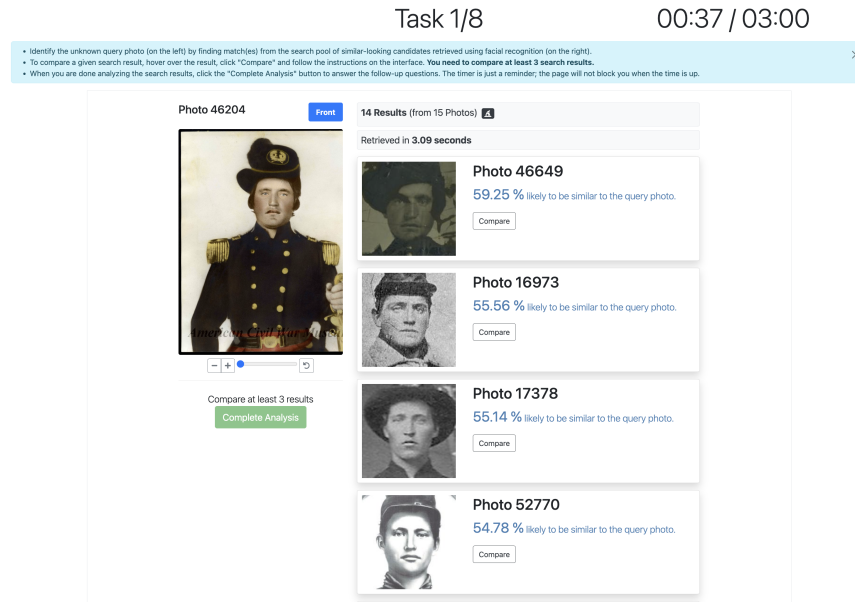 Task 1/8
00:37 / 03:00
Identify the unknown query photo (on the left) by finding match(es) from the search pool of similar-looking candidates retrieved using facial recognition (on the right).
To compare a given search result, hover over the result, click "Compare" and follow the instructions on the interface. You need to compare at least 3 search results.
When you are done analyzing the search results, click the "Complete Analysis" button to answer the follow-up questions. The timer is just a reminder; the page will not block you when the time is up.
Photo 46204
Front
American Civil War Museum
Compare at least 3 results
Complete Analysis
14 Results (from 15 Photos)
Retrieved in 3.09 seconds
Photo 46649
59.25 % likely to be similar to the query photo.
Compare
Photo 16973
55.56 % likely to be similar to the query photo.
Compare
Photo 17378
55.14 % likely to be similar to the query photo.
Compare
Photo 52770
54.78 % likely to be similar to the query photo.
Compare